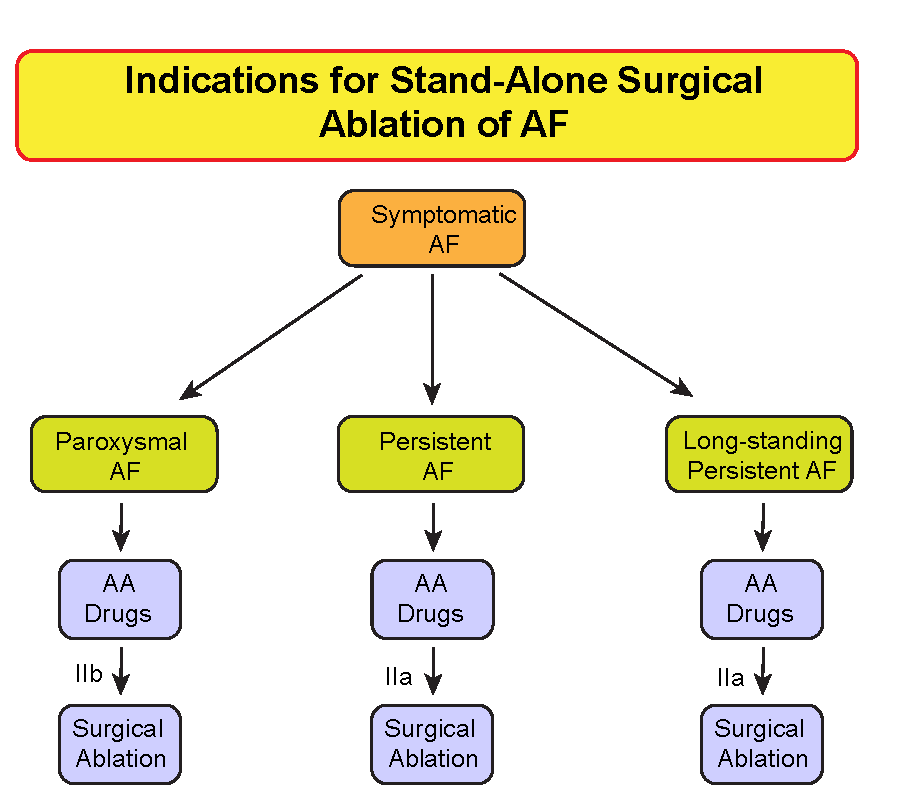 Indications for Stand-Alone Surgical
Ablation of AF
Symptomatic
AF
Paroxysmal
AF
Persistent
AF
Long-standing
Persistent AF
AA
Drugs
AA
Drugs
AA
Drugs
IIb
IIa
IIa
Surgical
Ablation
Surgical
Ablation
Surgical
Ablation